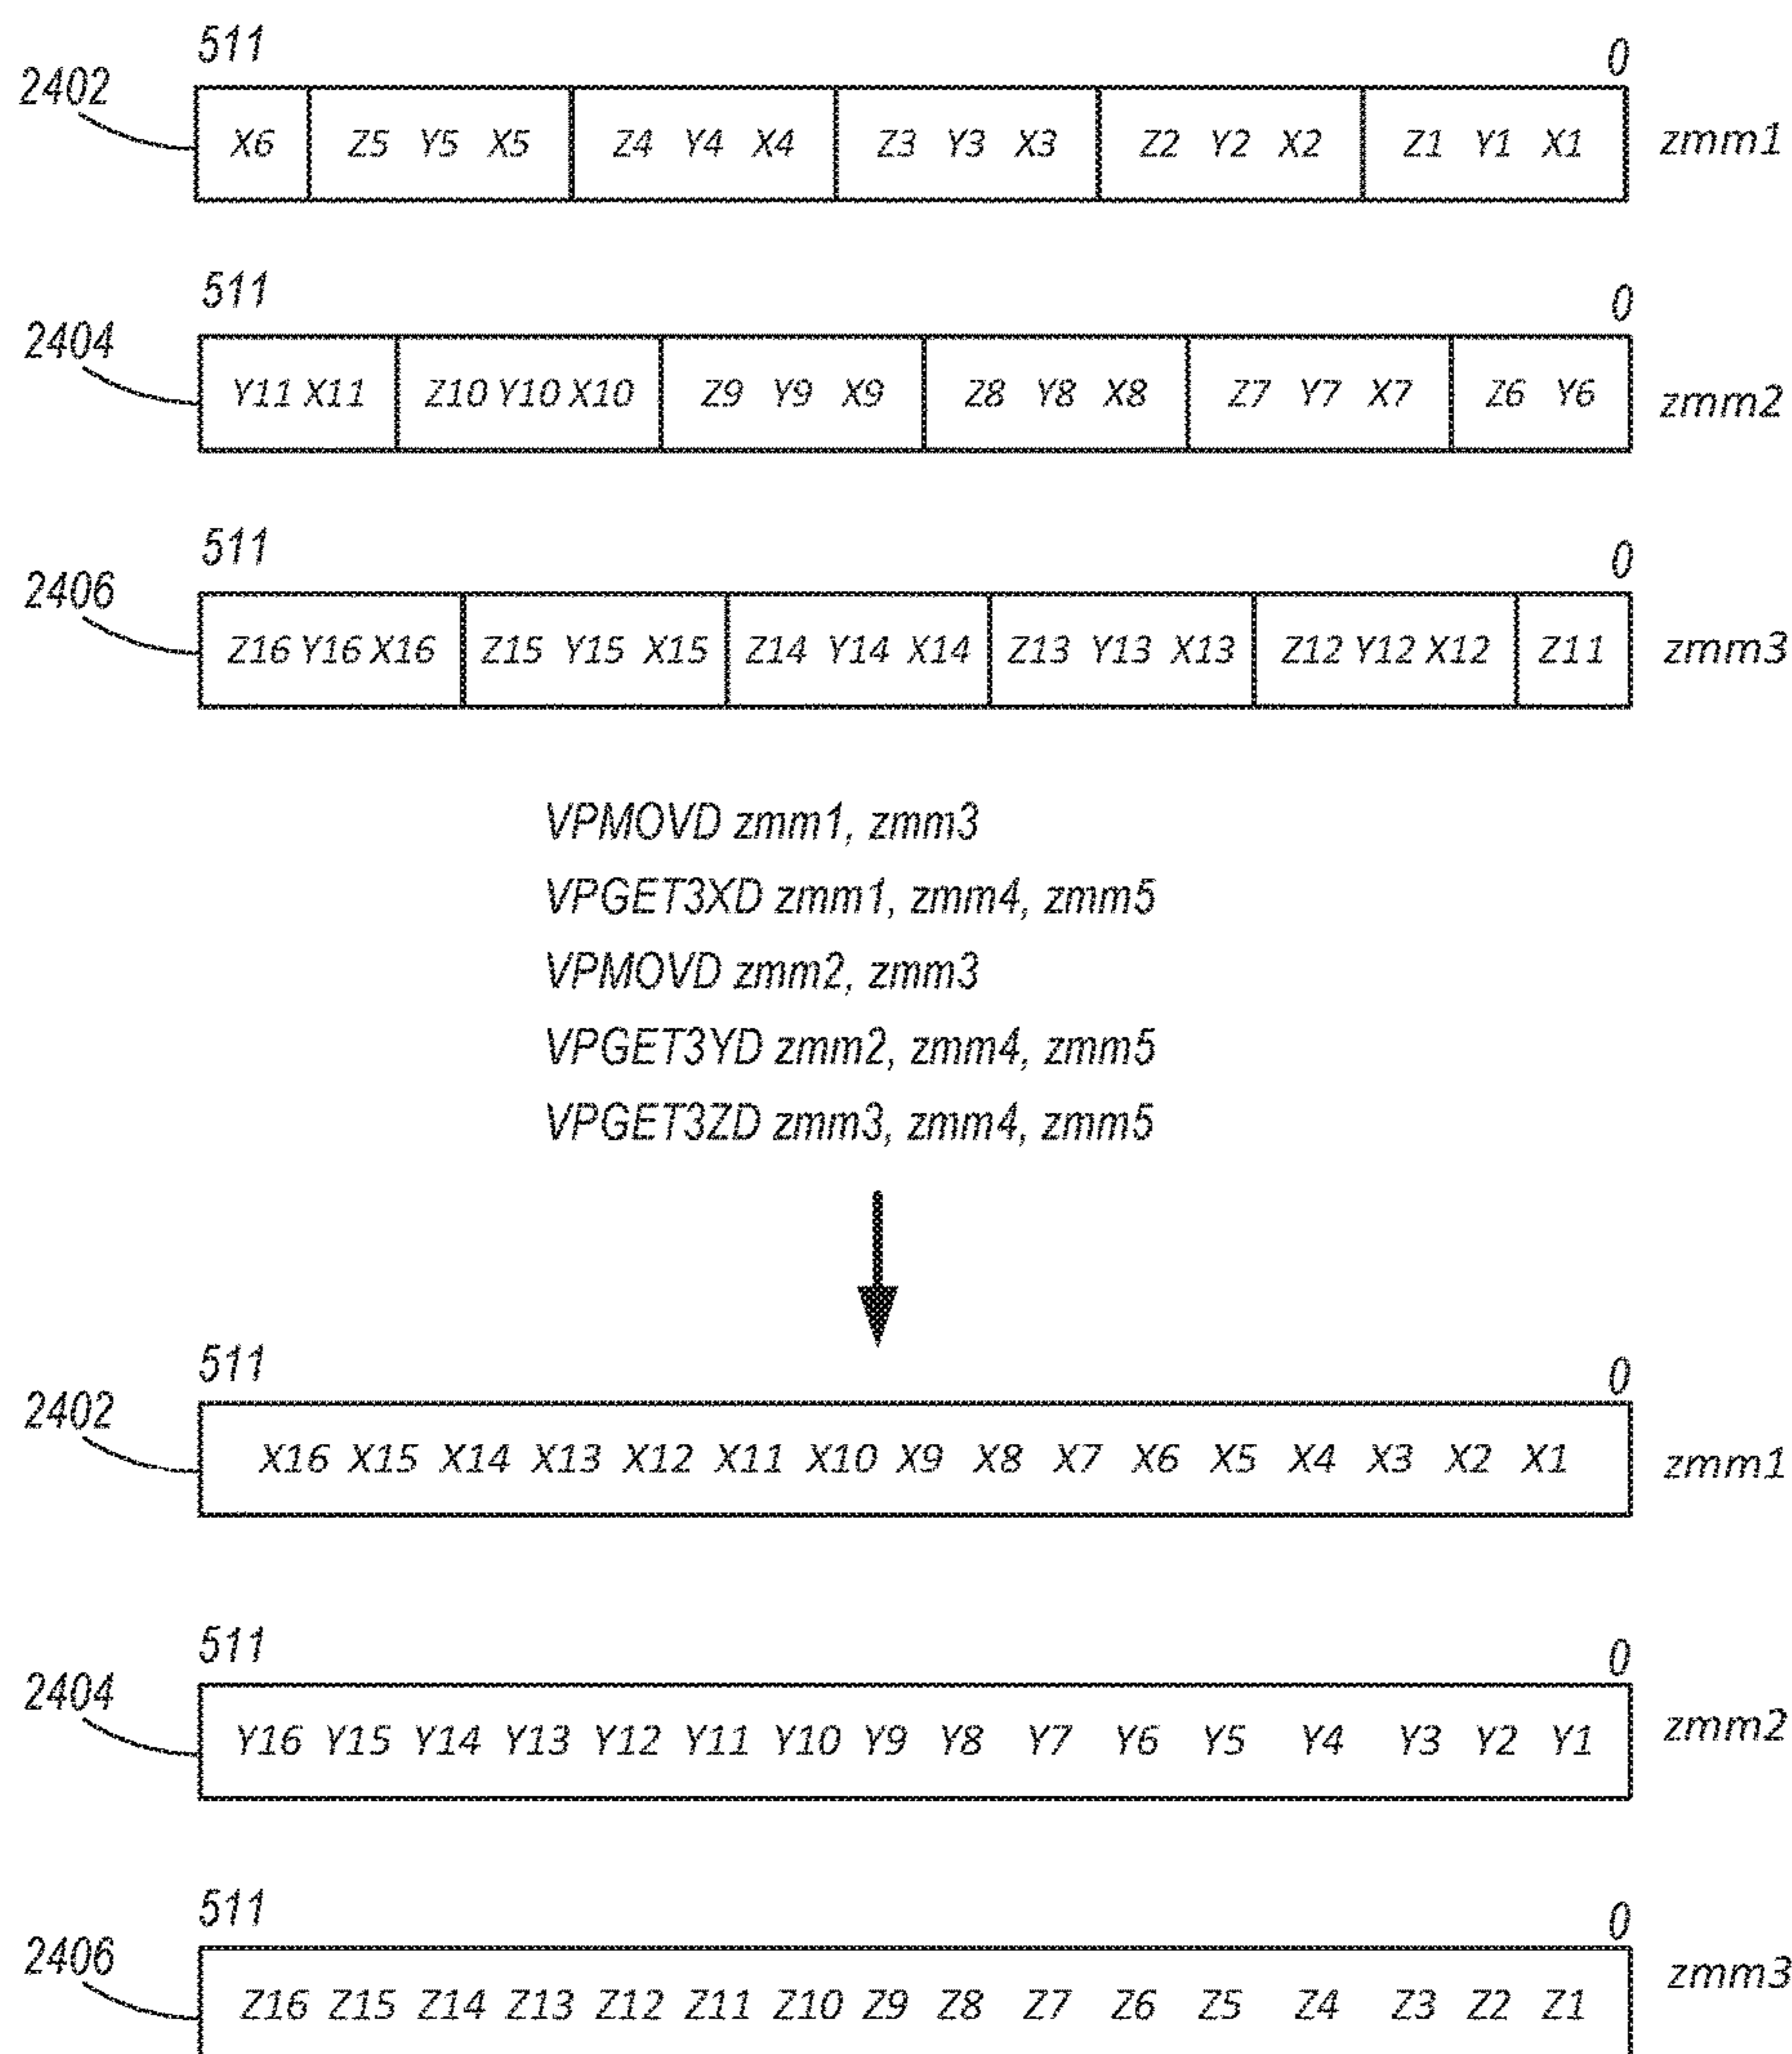 511 0
2402 X6 Z5 Y5 X5 Z4 Y4 X4 Z3 Y3 X3 Z2 Y2 X2 Z1 Y1 X1 zmm1
511 0
2404 Y11 X11 Z10 Y10 X10 Z9 Y9 X9 Z8 Y8 X8 Z7 Y7 X7 Z6 Y6 zmm2
511 0
2406 Z16 Y16 X16 Z15 Y15 X15 Z14 Y14 X14 Z13 Y13 X13 Z12 Y12 X12 Z11 zmm3
VPMOVD zmm1, zmm3
VPGET3XD zmm1, zmm4, zmm5
VPMOVD zmm2, zmm3
VPGET3YD zmm2, zmm4, zmm5
VPGET3ZD zmm3, zmm4, zmm5
511 0
2402 X16 X15 X14 X13 X12 X11 X10 X9 X8 X7 X6 X5 X4 X3 X2 X1 zmm1
511 0
2404 Y16 Y15 Y14 Y13 Y12 Y11 Y10 Y9 Y8 Y7 Y6 Y5 Y4 Y3 Y2 Y1 zmm2
511 0
2406 Z16 Z15 Z14 Z13 Z12 Z11 Z10 Z9 Z8 Z7 Z6 Z5 Z4 Z3 Z2 Z1 zmm3